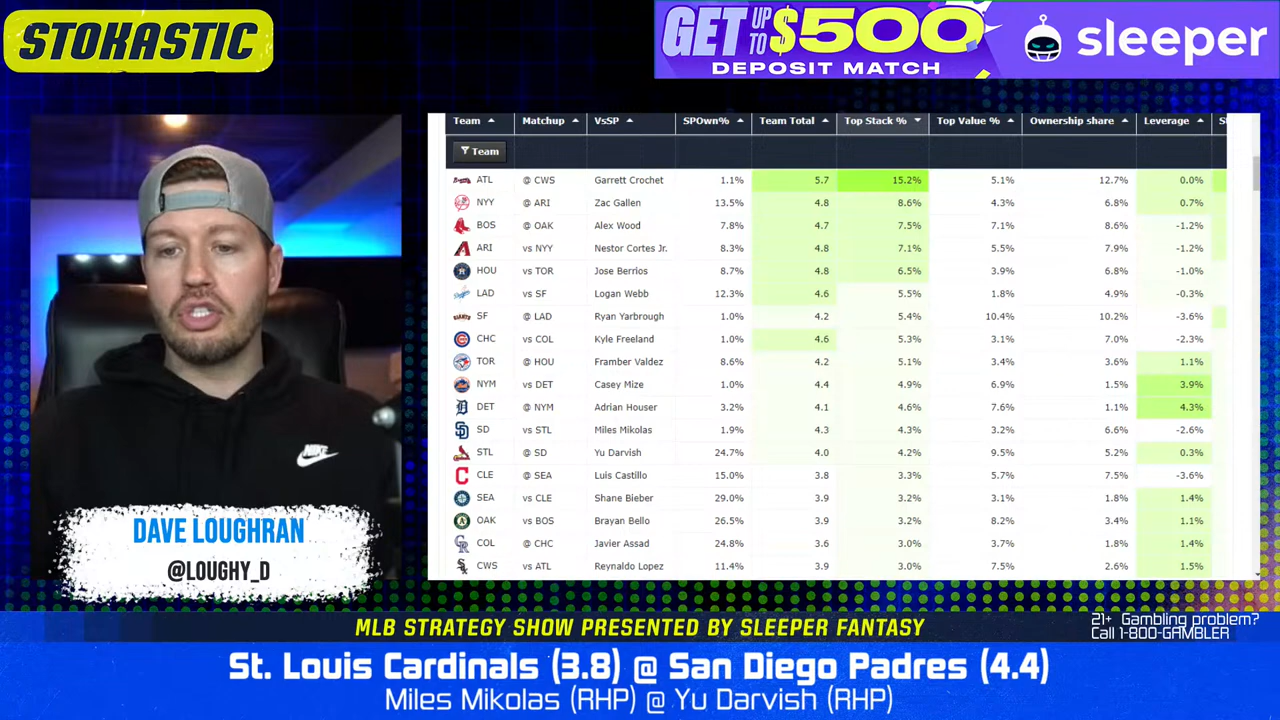 STOKASTIC
GET UP TO $500
DEPOSIT MATCH
sleeper
Team Matchup VsSP SPOwn% Team Total Top Stack % Top Value % Ownership share Leverage
Team
ATL @ CWS Garrett Crochet 1.1% 5.7 15.2% 5.1% 12.7% 0.0%
NYY @ ARI Zac Gallen 13.5% 4.8 8.6% 4.3% 6.8% 0.7%
BOS @ OAK Alex Wood 7.8% 4.7 7.5% 7.1% 8.6% -1.2%
ARI vs NYY Nestor Cortes Jr. 8.3% 4.8 7.1% 5.5% 7.9% -1.2%
HOU vs TOR Jose Berrios 8.7% 4.8 6.5% 3.9% 6.8% -1.0%
LAD vs SF Logan Webb 12.3% 4.6 5.5% 1.8% 4.9% -0.3%
SF @ LAD Ryan Yarbrough 1.0% 4.2 5.4% 10.4% 10.2% -3.6%
CHC vs COL Kyle Freeland 1.0% 4.6 5.3% 3.1% 7.0% -2.3%
TOR @ HOU Framber Valdez 8.6% 4.2 5.1% 3.4% 3.6% 1.1%
NYM vs DET Casey Mize 1.0% 4.4 4.9% 6.9% 1.5% 3.9%
DET @ NYM Adrian Houser 3.2% 4.1 4.6% 7.6% 1.1% 4.3%
SD vs STL Miles Mikolas 1.9% 4.3 4.3% 3.2% 6.6% -2.6%
STL @ SD Yu Darvish 24.7% 4.0 4.2% 9.5% 5.2% 0.3%
CLE @ SEA Luis Castillo 15.0% 3.8 3.3% 5.7% 7.5% -3.6%
SEA vs CLE Shane Bieber 29.0% 3.9 3.2% 3.1% 1.8% 1.4%
OAK vs BOS Brayan Bello 26.5% 3.9 3.2% 8.2% 3.4% 1.1%
COL @ CHC Javier Assad 24.8% 3.6 3.0% 3.7% 1.8% 1.4%
CWS vs ATL Reynaldo Lopez 11.4% 3.9 3.0% 7.5% 2.6% 1.5%
NIKE
DAVE LOUGHRAN
@LOUGHY_D
MLB STRATEGY SHOW PRESENTED BY SLEEPER FANTASY
21+ Gambling problem?
Call 1-800-GAMBLER
St. Louis Cardinals (3.8) @ San Diego Padres (4.4)
Miles Mikolas (RHP) @ Yu Darvish (RHP)